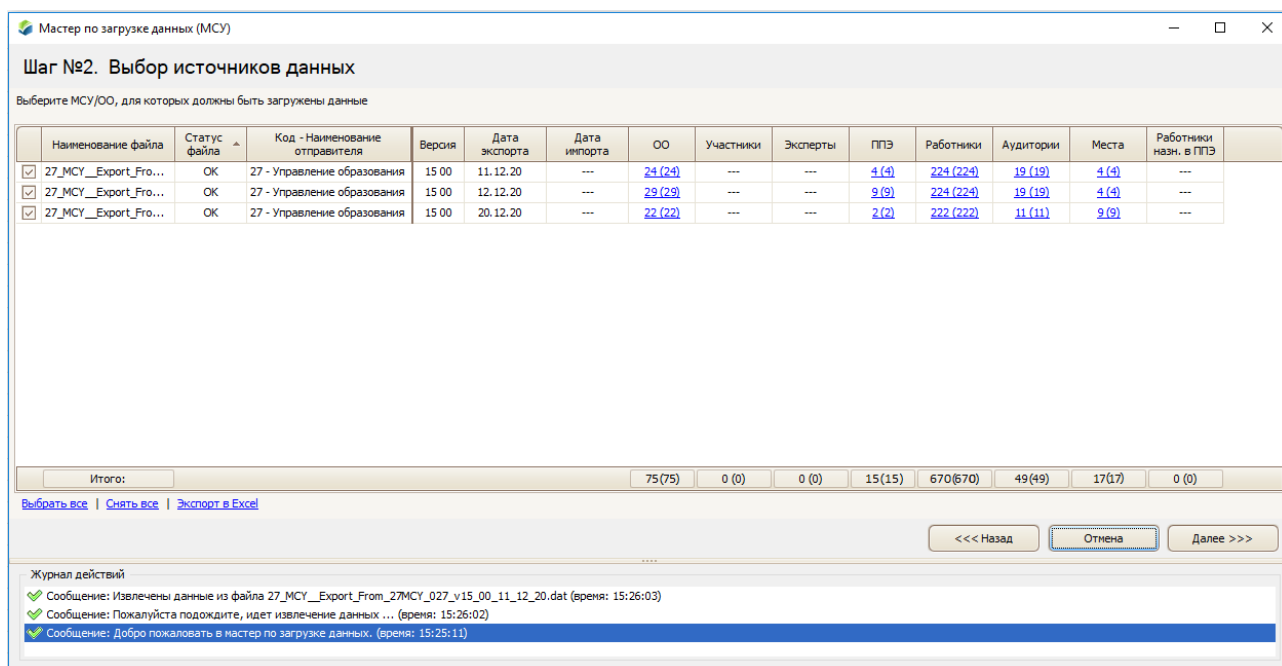 Мастер по загрузке данных (МСУ)
Шаг №2. Выбор источников данных
Выберите МСУ/ОО, для которых должны быть загружены данные
Наименование файла Статус файла Код - Наименование отправителя Версия Дата экспорта Дата импорта ОО Участники Эксперты ППЭ Работники Аудитории Места Работники назн. в ППЭ
27_МСУ__Export_Fro... OK 27 - Управление образования 15 00 11.12.20 --- 24 (24) --- --- 4 (4) 224 (224) 19 (19) 4 (4) ---
27_МСУ__Export_Fro... OK 27 - Управление образования 15 00 12.12.20 --- 29 (29) --- --- 9 (9) 224 (224) 19 (19) 4 (4) ---
27_МСУ__Export_Fro... OK 27 - Управление образования 15 00 20.12.20 --- 22 (22) --- --- 2 (2) 222 (222) 11 (11) 9 (9) ---
Итого: 75(75) 0 (0) 0 (0) 15(15) 670(670) 49(49) 17(17) 0 (0)
Выбрать все | Снять все | Экспорт в Excel
<<< Назад Отмена Далее >>>
Журнал действий
Сообщение: Извлечены данные из файла 27_МСУ__Export_From_27МСУ_027_v15_00_11_12_20.dat (время: 15:26:03)
Сообщение: Пожалуйста подождите, идет извлечение данных ... (время: 15:26:02)
Сообщение: Добро пожаловать в мастер по загрузке данных. (время: 15:25:11)